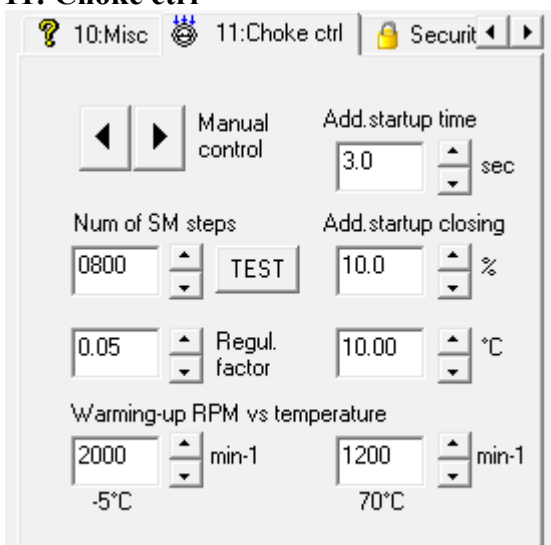 11: Choke ctrl
10:Misc 11:Choke ctrl Securit
Manual control
Add.startup time
3.0 sec
Num of SM steps
0800 TEST
Add.startup closing
10.0 %
0.05 Regul. factor
10.00 °C
Warming-up RPM vs temperature
2000 min-1 1200 min-1
-5°C 70°C